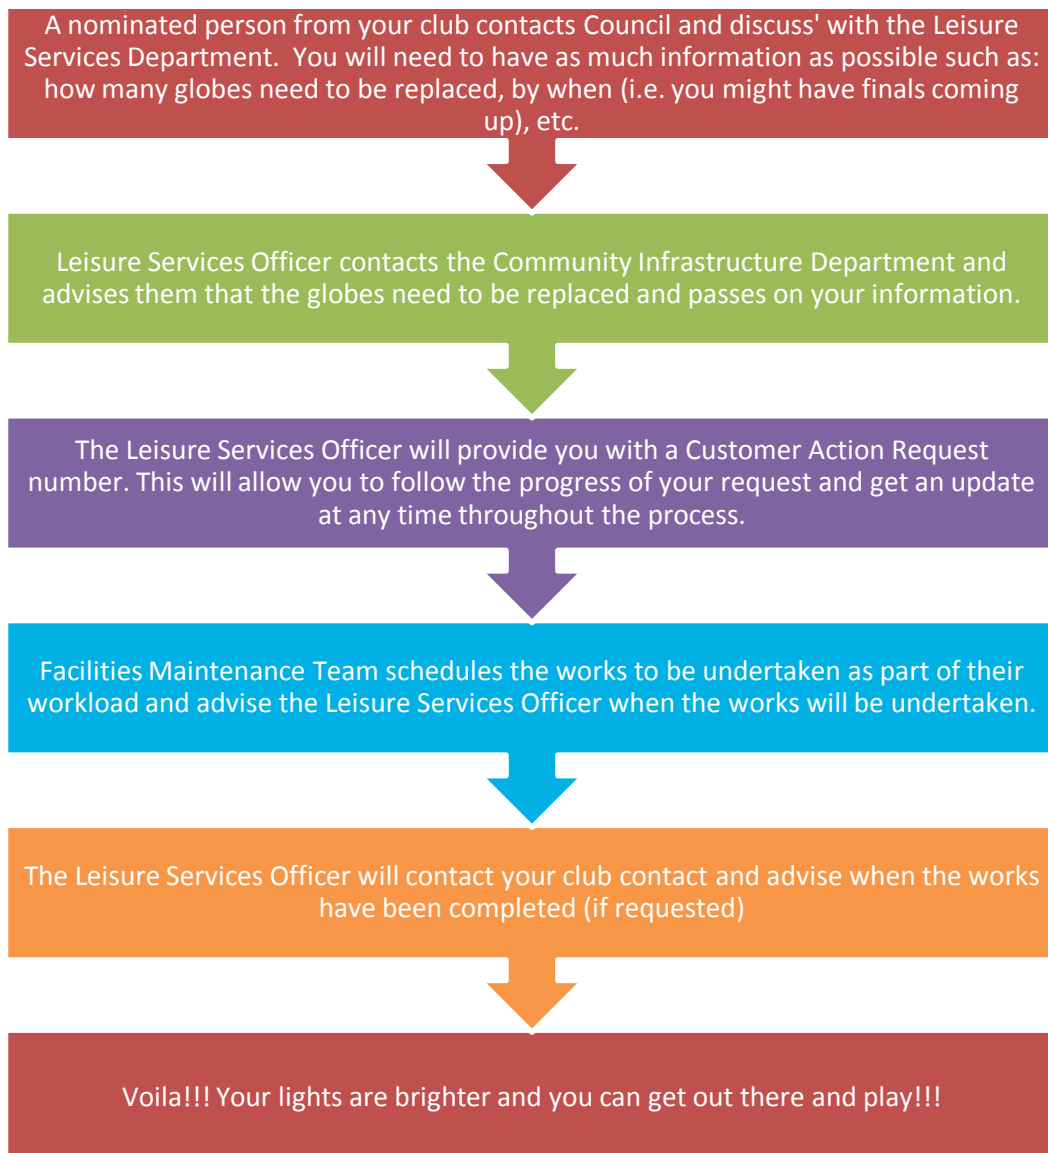 A nominated person from your club contacts Council and discuss' with the Leisure
Services Department.  You will need to have as much information as possible such as:
how many globes need to be replaced, by when (i.e. you might have finals coming
up), etc.
Leisure Services Officer contacts the Community Infrastructure Department and
advises them that the globes need to be replaced and passes on your information.
The Leisure Services Officer will provide you with a Customer Action Request
number. This will allow you to follow the progress of your request and get an update
at any time throughout the process.
Facilities Maintenance Team schedules the works to be undertaken as part of their
workload and advise the Leisure Services Officer when the works will be undertaken.
The Leisure Services Officer will contact your club contact and advise when the works
have been completed (if requested)
Voila!!! Your lights are brighter and you can get out there and play!!!